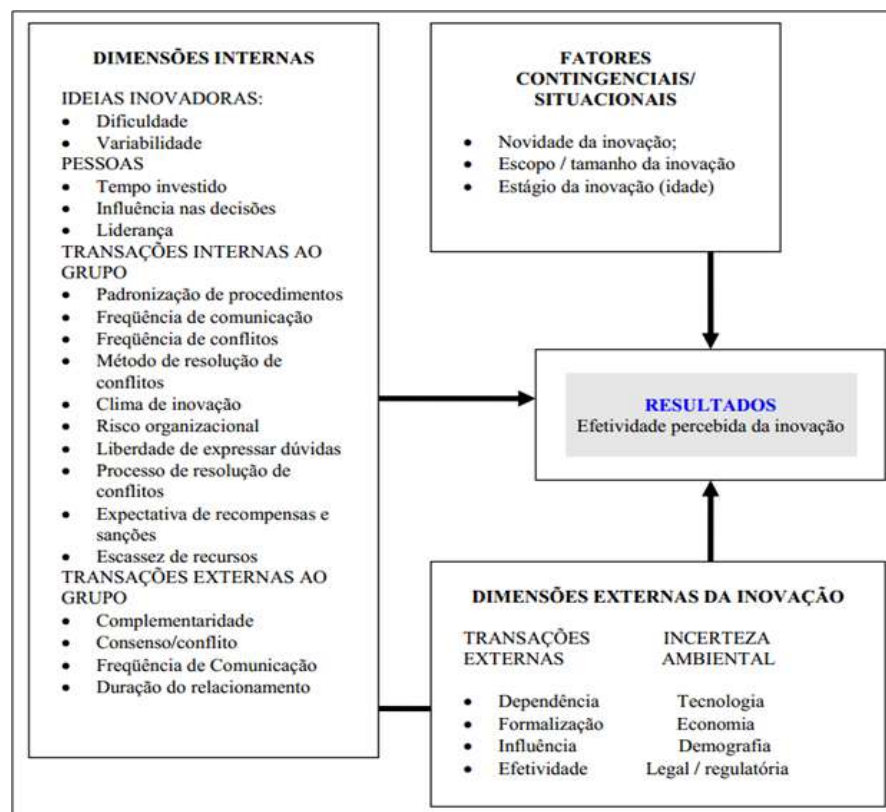 DIMENSÕES INTERNAS
IDEIAS INOVADORAS:
• Dificuldade
• Variabilidade
PESSOAS
• Tempo investido
• Influência nas decisões
• Liderança
TRANSAÇÕES INTERNAS AO
GRUPO
• Padronização de procedimentos
• Freqüência de comunicação
• Freqüência de conflitos
• Método de resolução de
conflitos
• Clima de inovação
• Risco organizacional
• Liberdade de expressar dúvidas
• Processo de resolução de
conflitos
• Expectativa de recompensas e
sanções
• Escassez de recursos
TRANSAÇÕES EXTERNAS AO
GRUPO
• Complementaridade
• Consenso/conflito
• Freqüência de Comunicação
• Duração do relacionamento
FATORES
CONTINGENCIAIS/
SITUACIONAIS
• Novidade da inovação;
• Escopo / tamanho da inovação
• Estágio da inovação (idade)
RESULTADOS
Efetividade percebida da inovação
DIMENSÕES EXTERNAS DA INOVAÇÃO
TRANSAÇÕES
EXTERNAS
• Dependência
• Formalização
• Influência
• Efetividade
INCERTEZA
AMBIENTAL
Tecnologia
Economia
Demografia
Legal / regulatória